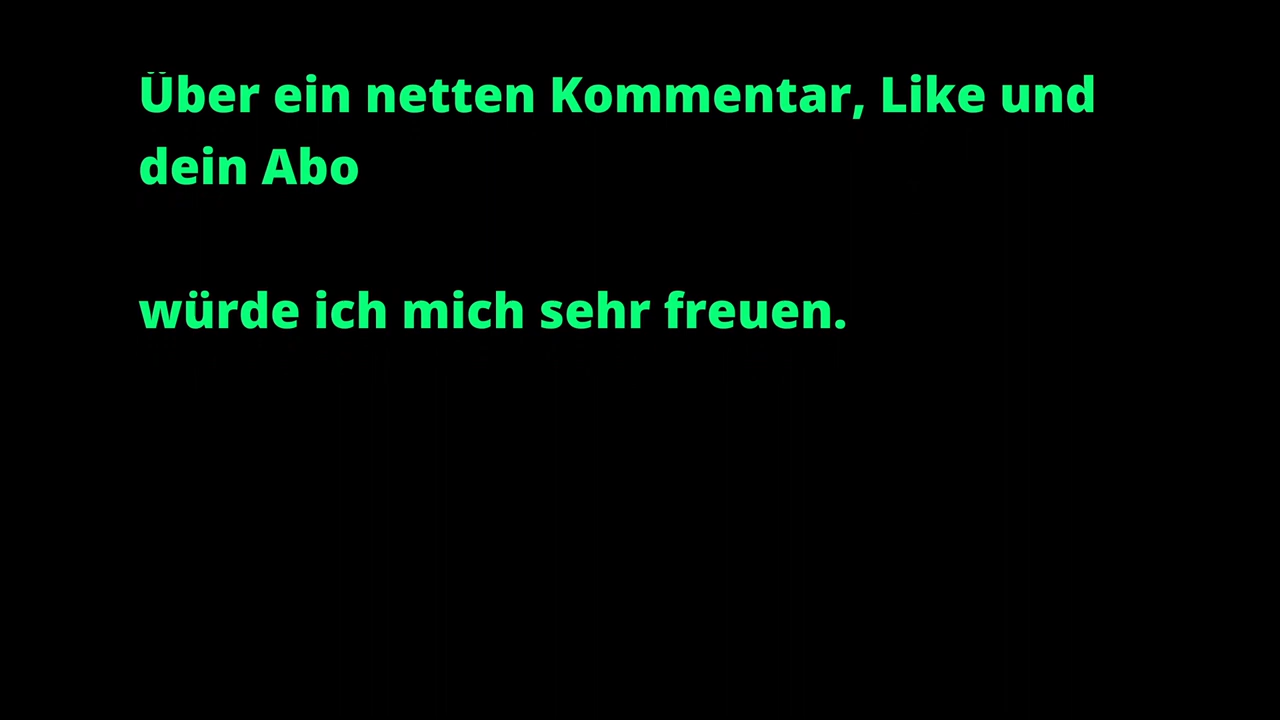 Über ein netten Kommentar, Like und
dein Abo
würde ich mich sehr freuen.